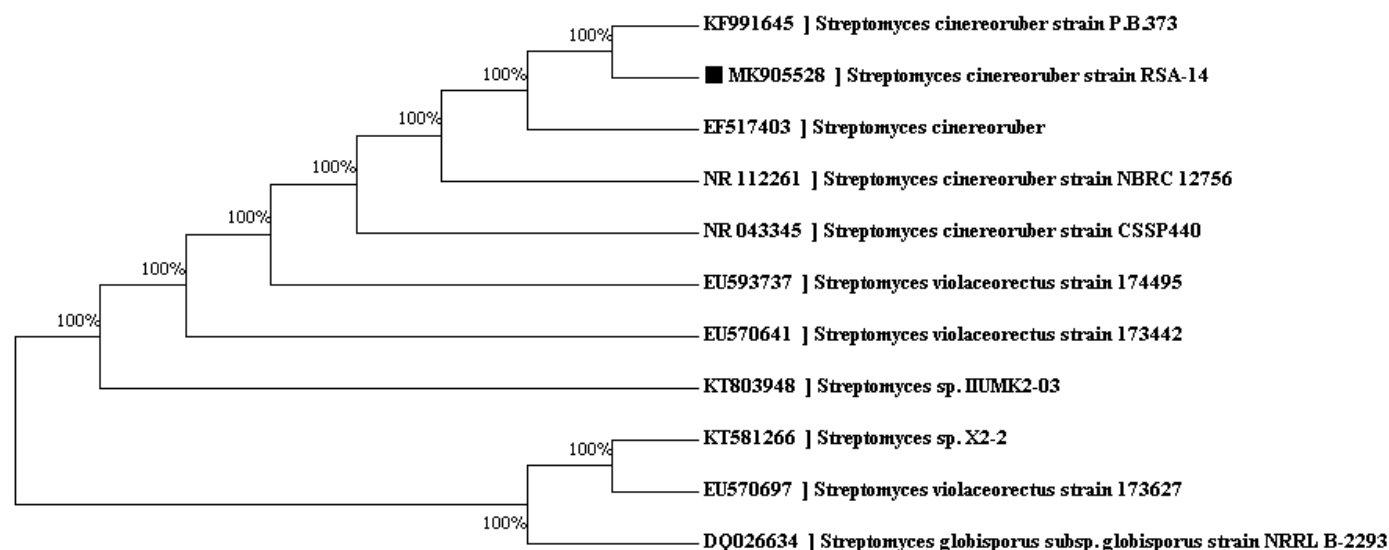 KF991645 ] Streptomyces cinereoruber strain P.B.373
100%
MK905528 ] Streptomyces cinereoruber strain RSA-14
100%
EF517403 ] Streptomyces cinereoruber
100%
NR 112261 ] Streptomyces cinereoruber strain NBRC 12756
100%
NR 043345 ] Streptomyces cinereoruber strain CSSP440
100%
EU593737 ] Streptomyces violaceorectus strain 174495
100%
EU570641 ] Streptomyces violaceorectus strain 173442
100%
KT803948 ] Streptomyces sp. IIUMK2-03
KT581266 ] Streptomyces sp. X2-2
100%
EU570697 ] Streptomyces violaceorectus strain 173627
100%
DQ026634 ] Streptomyces globisporus subsp. globisporus strain NRRL B-2293